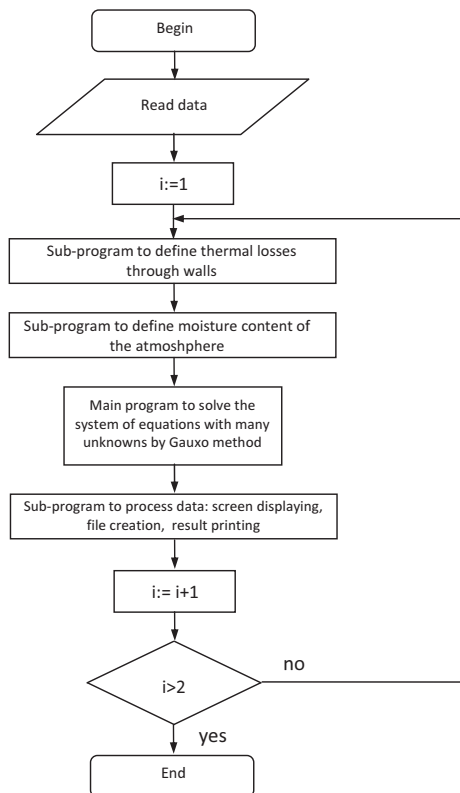 Begin
Read data
i:=1
Sub-program to define thermal losses
through walls
Sub-program to define moisture content of
the atmoshphere
Main program to solve the
system of equations with many
unknowns by Gauxo method
Sub-program to process data: screen displaying,
file creation, result printing
i:= i+1
i>2
no
yes
End